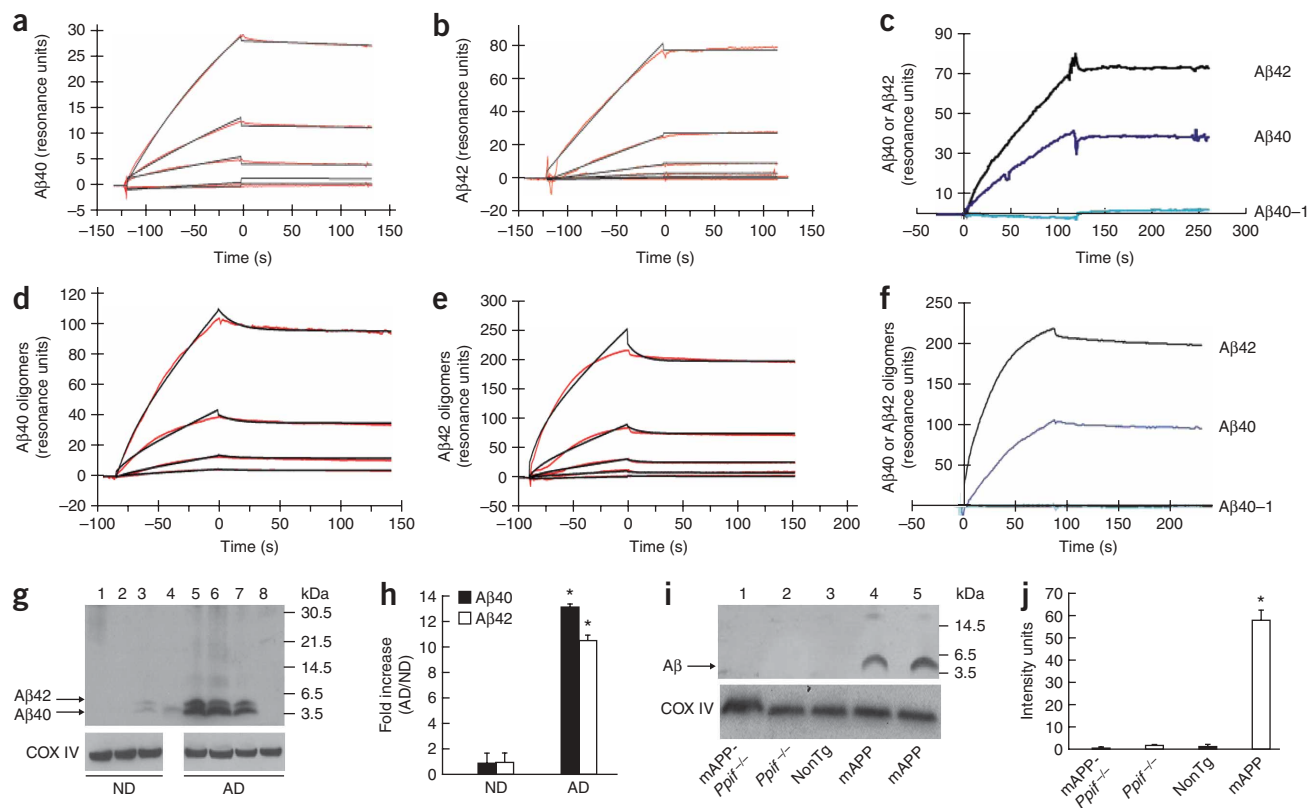 a
Aβ40 (resonance units)
30
25
20
15
10
5
0
−5
−150 −100 −50 0 50 100 150
Time (s)
b
Aβ42 (resonance units)
80
60
40
20
0
−20
−150 −100 −50 0 50 100 150
Time (s)
c
Aβ40 or Aβ42
(resonance units)
90
70
50
30
10
−50 50 100 150 200 250 300
Time (s)
Aβ42
Aβ40
Aβ40−1
d
Aβ40 oligomers
(resonance units)
120
100
80
60
40
20
0
−20
−100 −50 0 50 100 150
Time (s)
e
Aβ42 oligomers
(resonance units)
300
250
200
150
100
50
0
−50
−100 −50 0 50 100 150 200
Time (s)
f
Aβ40 or Aβ42 oligomers
(resonance units)
250
200
150
100
50
−50 0 50 100 150 200
Time (s)
Aβ42
Aβ40
Aβ40−1
g
1 2 3 4 5 6 7 8 kDa
30.5
21.5
14.5
6.5
3.5
Aβ42
Aβ40
COX IV
ND AD
h
Fold increase
(AD/ND)
14
12
10
8
6
4
2
0
Aβ40
Aβ42
* *
ND AD
i
1 2 3 4 5 kDa
14.5
6.5
3.5
Aβ
COX IV
mAPP-
Ppif −/−
Ppif −/−
NonTg
mAPP
mAPP
j
Intensity units
70
60
50
40
30
20
10
0
*
mAPP-
Ppif −/−
Ppif −/−
NonTg
mAPP